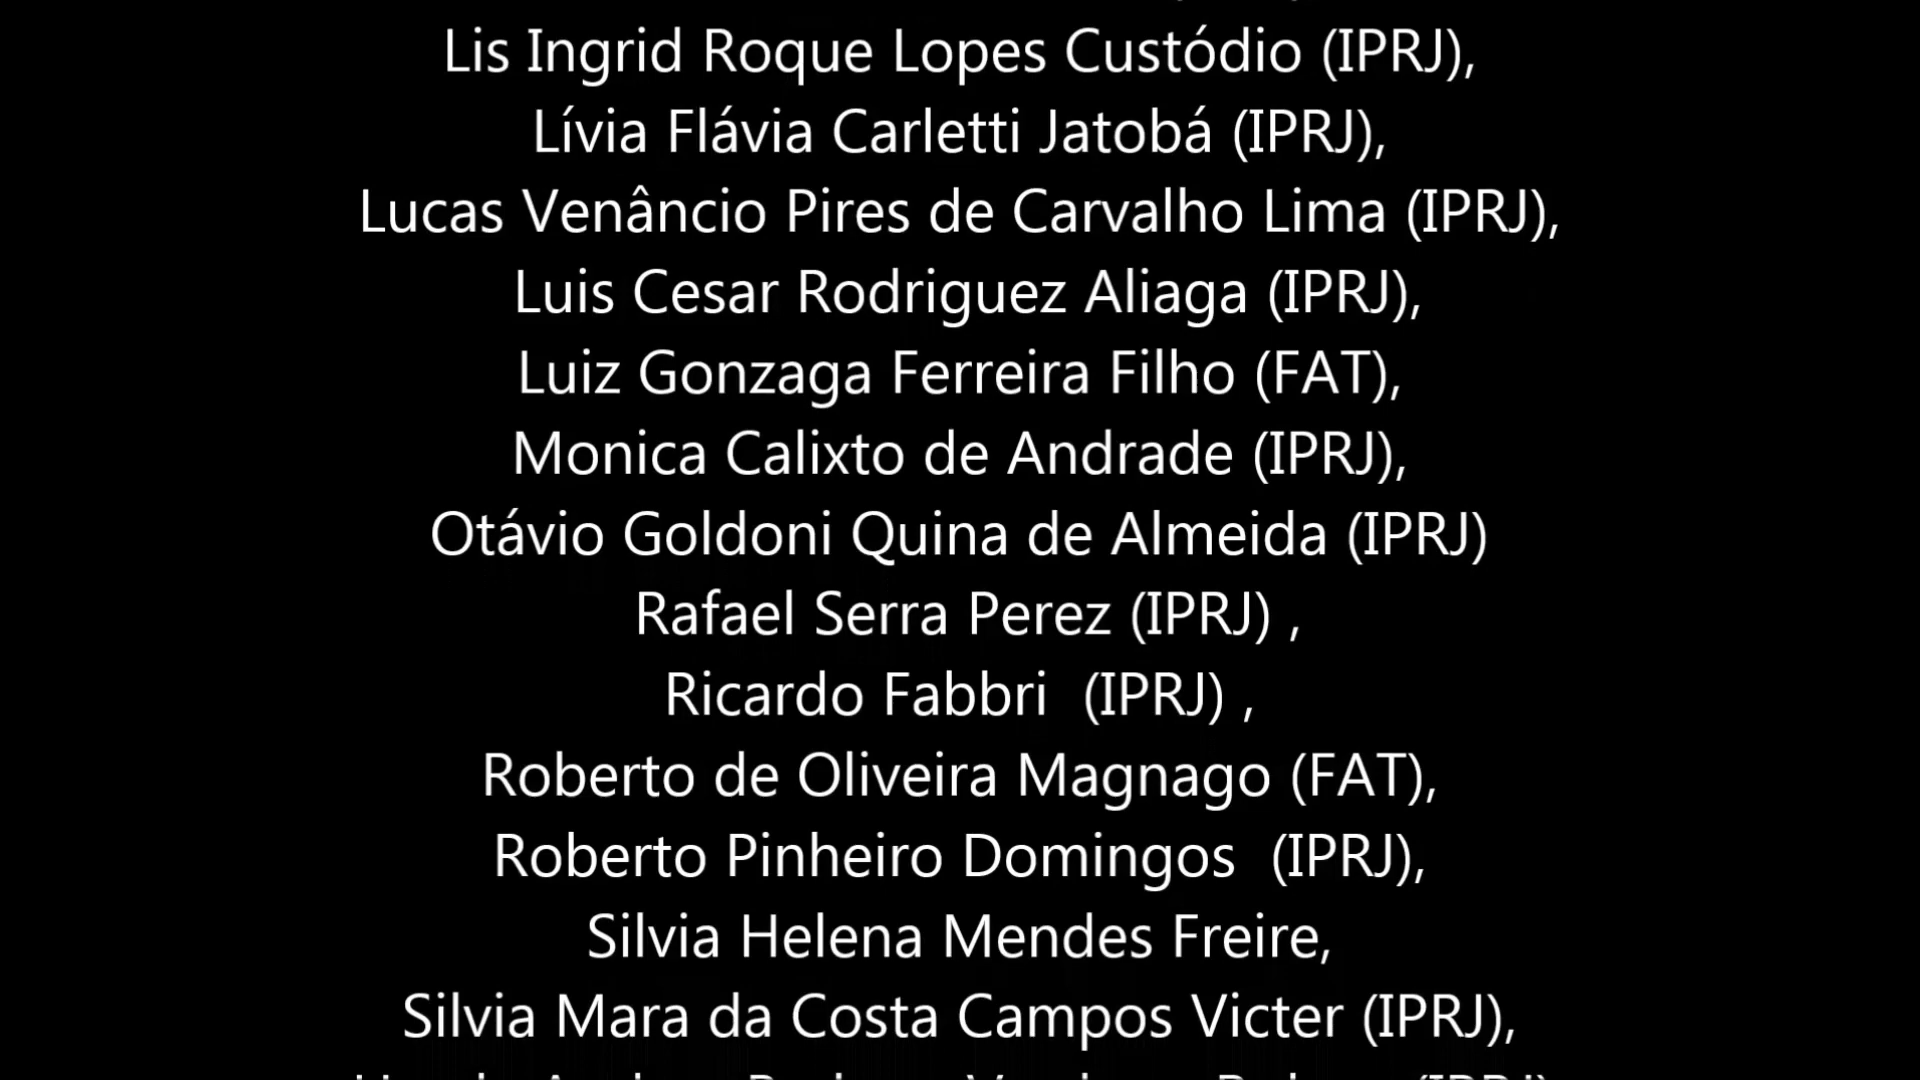 Lis Ingrid Roque Lopes Custódio (IPRJ),
Lívia Flávia Carletti Jatobá (IPRJ),
Lucas Venâncio Pires de Carvalho Lima (IPRJ),
Luis Cesar Rodriguez Aliaga (IPRJ),
Luiz Gonzaga Ferreira Filho (FAT),
Monica Calixto de Andrade (IPRJ),
Otávio Goldoni Quina de Almeida (IPRJ)
Rafael Serra Perez (IPRJ) ,
Ricardo Fabbri  (IPRJ) ,
Roberto de Oliveira Magnago (FAT),
Roberto Pinheiro Domingos  (IPRJ),
Silvia Helena Mendes Freire,
Silvia Mara da Costa Campos Victer (IPRJ),